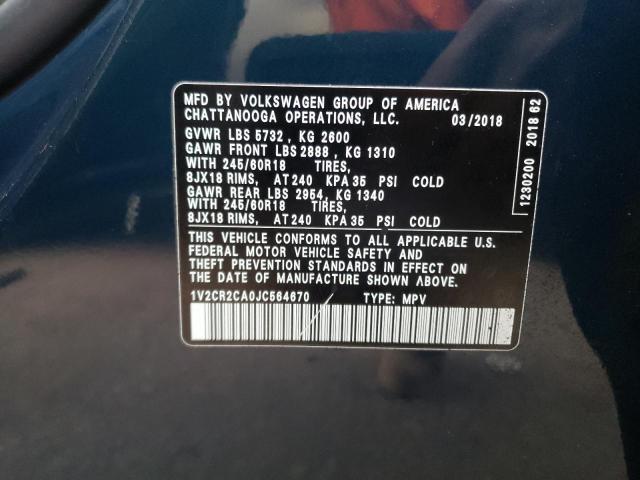 MFD BY VOLKSWAGEN GROUP OF AMERICA
CHATTANOOGA OPERATIONS, LLC. 03/2018
GVWR LBS 5732 , KG 2600
GAWR FRONT LBS 2888 , KG 1310
WITH 245/60R18 TIRES,
8JX18 RIMS, AT 240 KPA 35 PSI COLD
GAWR REAR LBS 2954, KG 1340
WITH 245/60R18 TIRES,
8JX18 RIMS, AT 240 KPA 35 PSI COLD
THIS VEHICLE CONFORMS TO ALL APPLICABLE U.S.
FEDERAL MOTOR VEHICLE SAFETY AND
THEFT PREVENTION STANDARDS IN EFFECT ON
THE DATE OF MANUFACTURE SHOWN ABOVE.
1V2CR2CA0JC564670 TYPE: MPV
1230200 2018 62